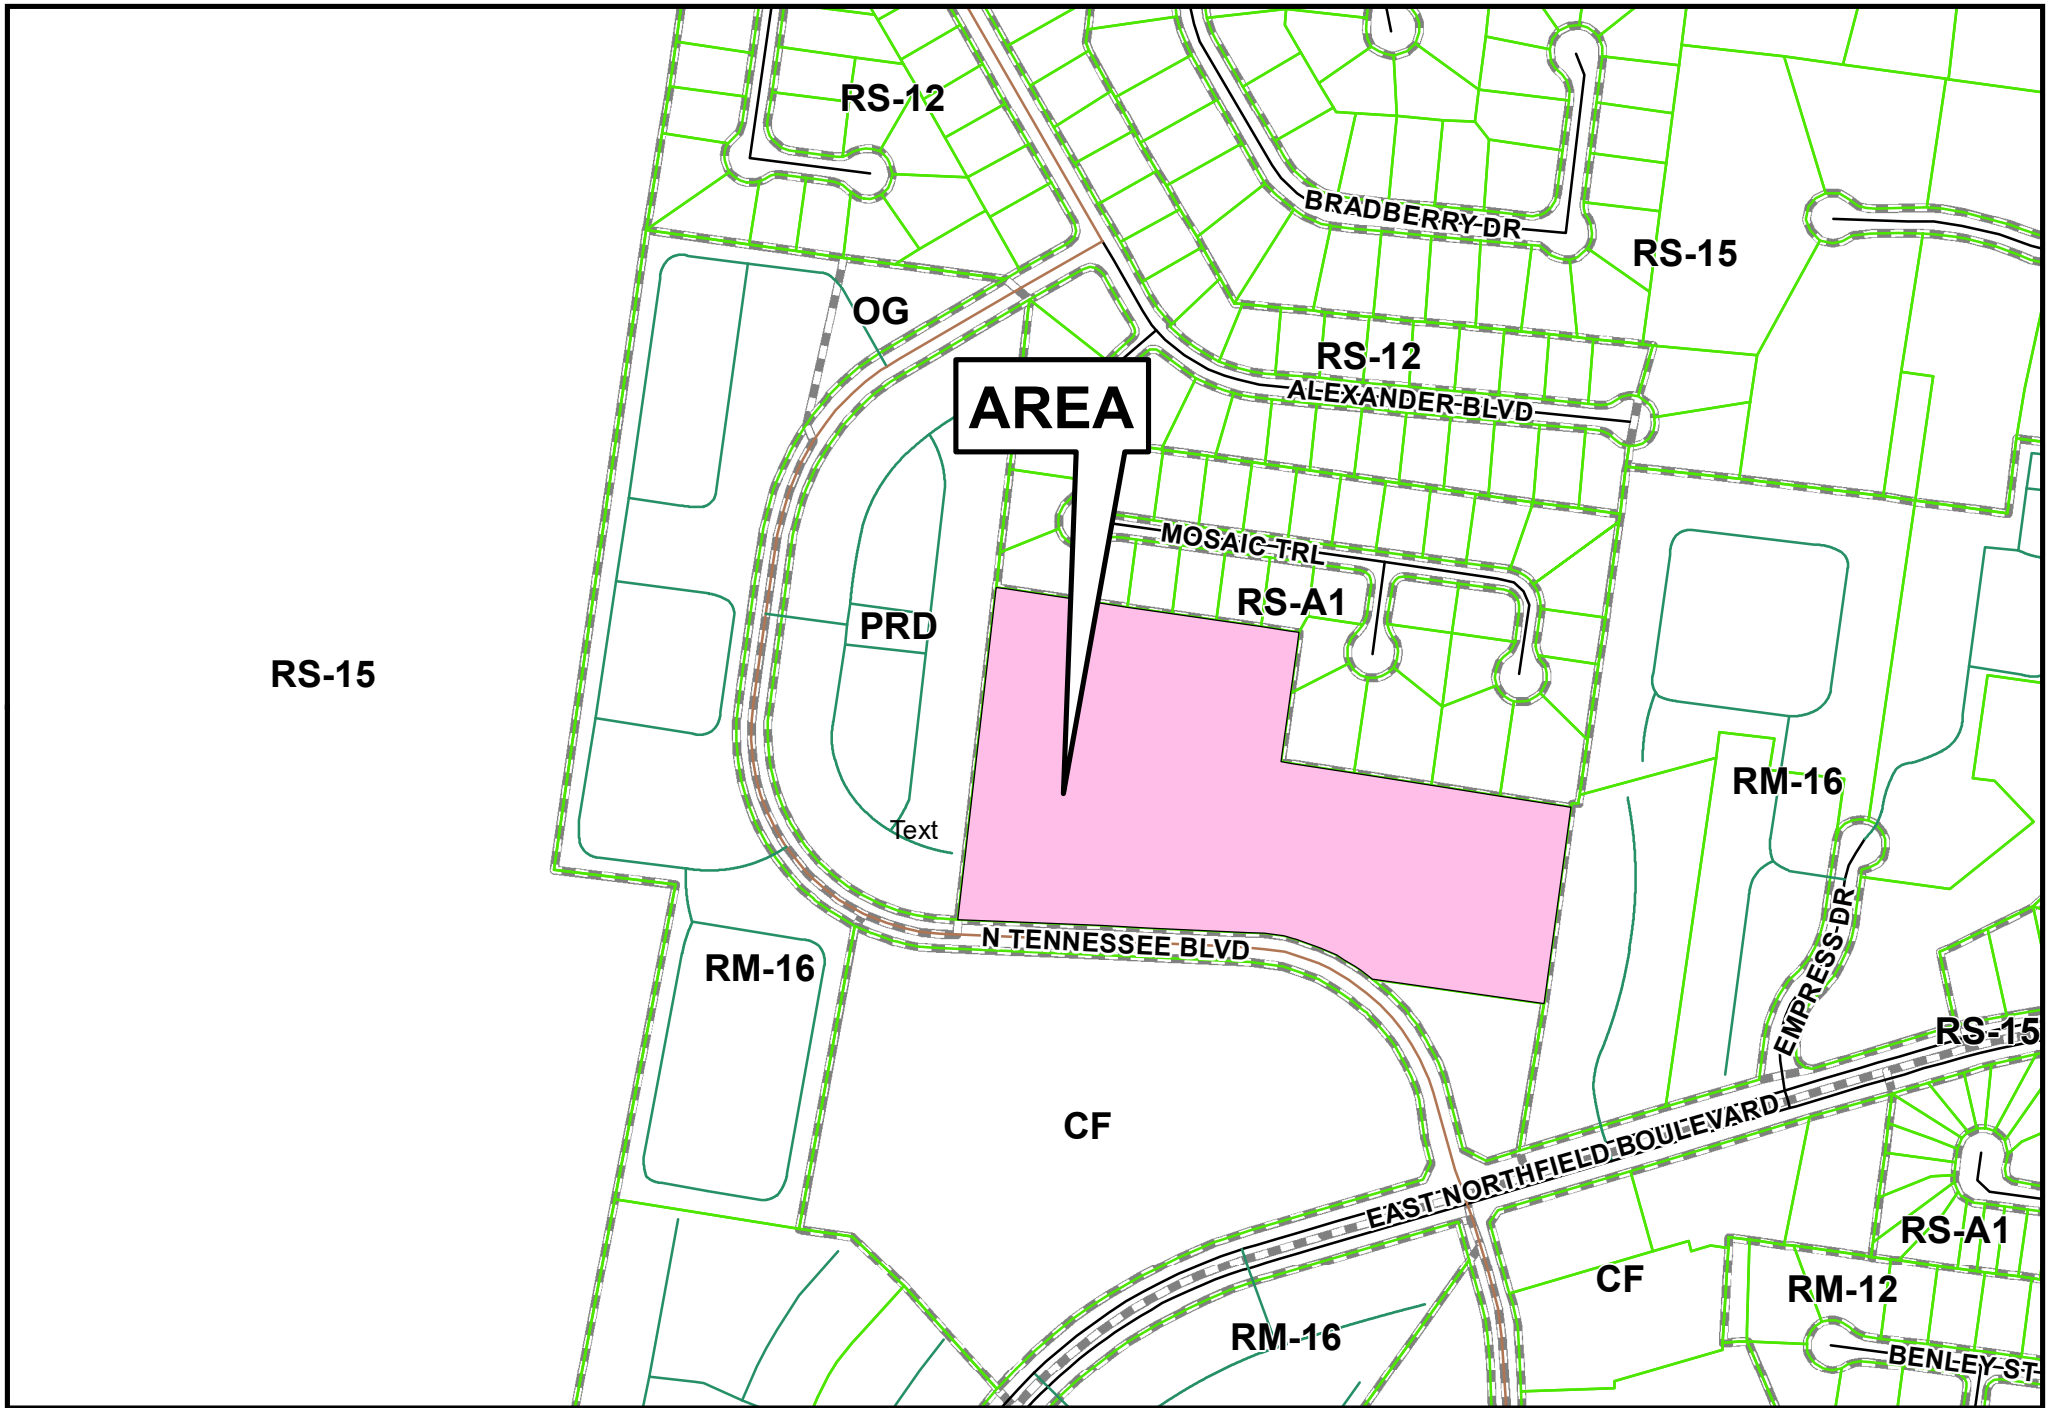 RS-12
BRADBERRY DR
RS-15
OG
RS-12
AREA
ALEXANDER BLVD
MOSAIC TRL
RS-A1
PRD
RS-15
RM-16
Text
EMPRESS DR
N TENNESSEE BLVD
RM-16
RS-15
CF
EAST NORTHFIELD BOULEVARD
RS-A1
CF
RM-12
RM-16
BENLEY ST